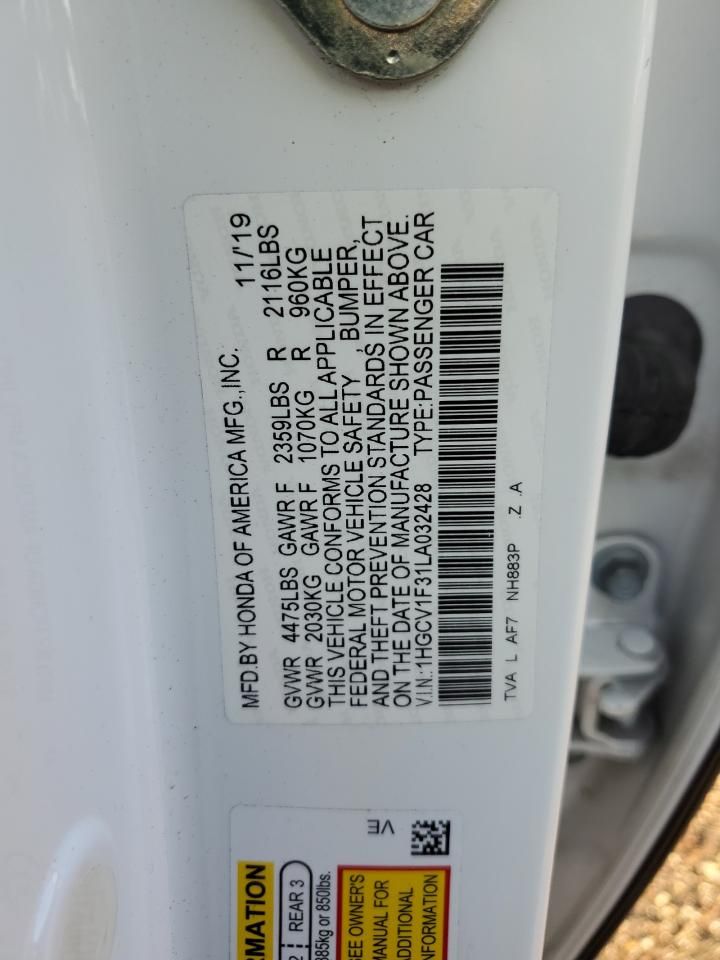 MFD.BY HONDA OF AMERICA MFG.,INC. 11/'19
GVWR 4475LBS GAWR F 2359LBS R 2116LBS
GVWR 2030KG GAWR F 1070KG R 960KG
THIS VEHICLE CONFORMS TO ALL APPLICABLE
FEDERAL MOTOR VEHICLE SAFETY , BUMPER,
AND THEFT PREVENTION STANDARDS IN EFFECT
ON THE DATE OF MANUFACTURE SHOWN ABOVE.
V.I.N.:1HGCV1F31LA032428 TYPE:PASSENGER CAR
TVA L AF7 NH883P .Z .A
VE
RMATION
2 REAR 3
385kg or 850lbs.
SEE OWNER'S
MANUAL FOR
ADDITIONAL
INFORMATION